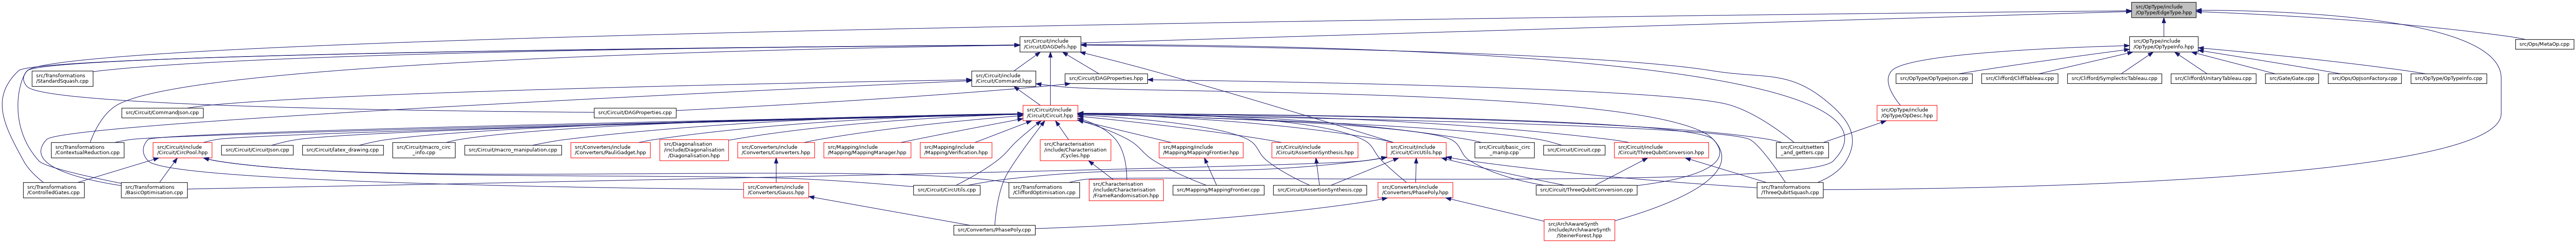 src/OpType/include
/OpType/EdgeType.hpp
src/Circuit/include
/Circuit/DAGDefs.hpp
src/OpType/include
/OpType/OpTypeInfo.hpp
src/Ops/MetaOp.cpp
src/Transformations
/StandardSquash.cpp
src/Circuit/include
/Circuit/Command.hpp
src/Circuit/DAGProperties.hpp
src/OpType/OpTypeJson.cpp
src/Clifford/CliffTableau.cpp
src/Clifford/SymplecticTableau.cpp
src/Clifford/UnitaryTableau.cpp
src/Gate/Gate.cpp
src/Ops/OpJsonFactory.cpp
src/OpType/OpTypeInfo.cpp
src/Circuit/CommandJson.cpp
src/Circuit/DAGProperties.cpp
src/Circuit/include
/Circuit/Circuit.hpp
src/OpType/include
/OpType/OpDesc.hpp
src/Transformations
/ContextualReduction.cpp
src/Circuit/include
/Circuit/CircPool.hpp
src/Circuit/CircuitJson.cpp
src/Circuit/latex_drawing.cpp
src/Circuit/macro_circ
_info.cpp
src/Circuit/macro_manipulation.cpp
src/Converters/include
/Converters/PauliGadget.hpp
src/Diagonalisation
/include/Diagonalisation
/Diagonalisation.hpp
src/Converters/include
/Converters/Converters.hpp
src/Mapping/include
/Mapping/MappingManager.hpp
src/Mapping/include
/Mapping/Verification.hpp
src/Characterisation
/include/Characterisation
/Cycles.hpp
src/Mapping/include
/Mapping/MappingFrontier.hpp
src/Circuit/include
/Circuit/AssertionSynthesis.hpp
src/Circuit/include
/Circuit/CircUtils.hpp
src/Circuit/basic_circ
_manip.cpp
src/Circuit/Circuit.cpp
src/Circuit/include
/Circuit/ThreeQubitConversion.hpp
src/Circuit/setters
_and_getters.cpp
src/Transformations
/ControlledGates.cpp
src/Transformations
/BasicOptimisation.cpp
src/Converters/include
/Converters/Gauss.hpp
src/Circuit/CircUtils.cpp
src/Transformations
/CliffordOptimisation.cpp
src/Characterisation
/include/Characterisation
/FrameRandomisation.hpp
src/Mapping/MappingFrontier.cpp
src/Circuit/AssertionSynthesis.cpp
src/Converters/include
/Converters/PhasePoly.hpp
src/Circuit/ThreeQubitConversion.cpp
src/Transformations
/ThreeQubitSquash.cpp
src/Converters/PhasePoly.cpp
src/ArchAwareSynth
/include/ArchAwareSynth
/SteinerForest.hpp